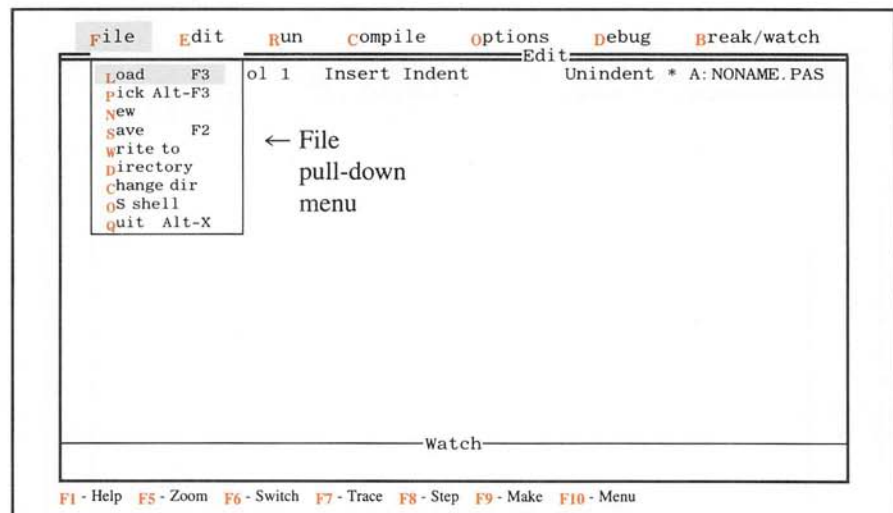 File Edit Run Compile Options Debug Break/watch
Edit
Load F3 ol 1 Insert Indent Unindent * A:NONAME.PAS
Pick Alt-F3
New
Save F2
Write to
Directory
Change dir
OS shell
Quit Alt-X
← File
pull-down
menu
Watch
F1 - Help F5 - Zoom F6 - Switch F7 - Trace F8 - Step F9 - Make F10 - Menu